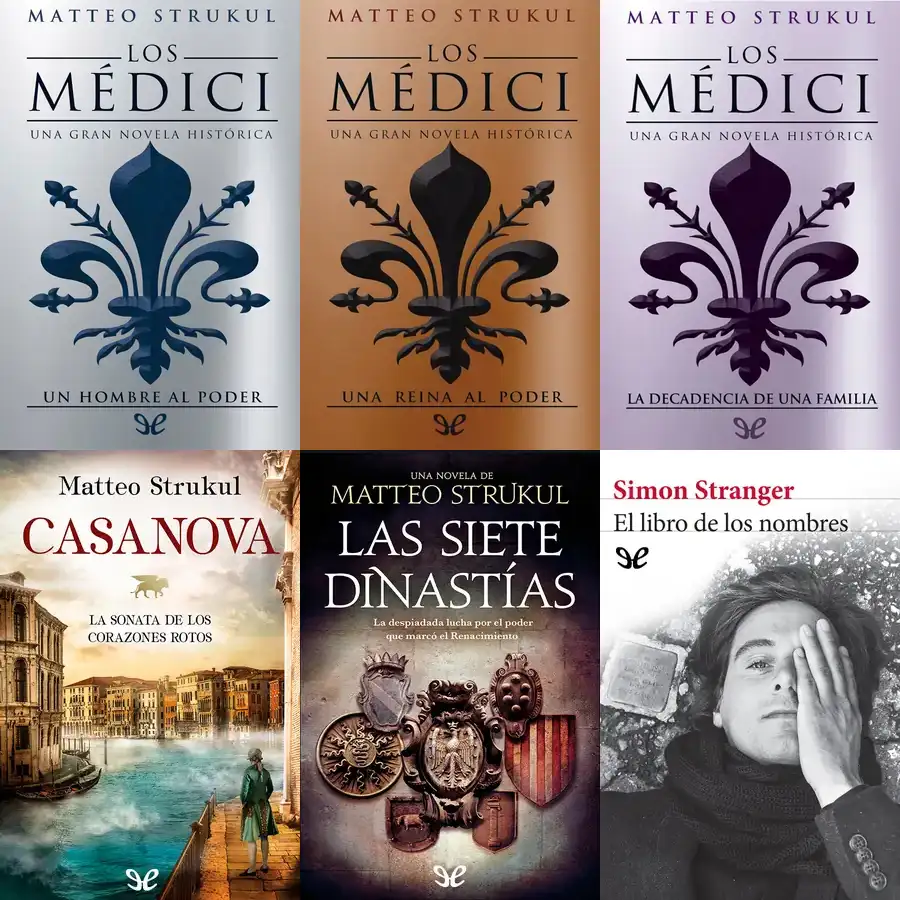 MATTEO STRUKUL
LOS
MÉDICI
UNA GRAN NOVELA HISTÓRICA
UN HOMBRE AL PODER
MATTEO STRUKUL
LOS
MÉDICI
UNA GRAN NOVELA HISTÓRICA
UNA REINA AL PODER
MATTEO STRUKUL
LOS
MÉDICI
UNA GRAN NOVELA HISTÓRICA
LA DECADENCIA DE UNA FAMILIA
Matteo Strukul
CASANOVA
LA SONATA DE LOS
CORAZONES ROTOS
UNA NOVELA DE
MATTEO STRUKUL
LAS SIETE
DINASTÍAS
La despiadada lucha por el poder
que marcó el Renacimiento
Simon Stranger
El libro de los nombres